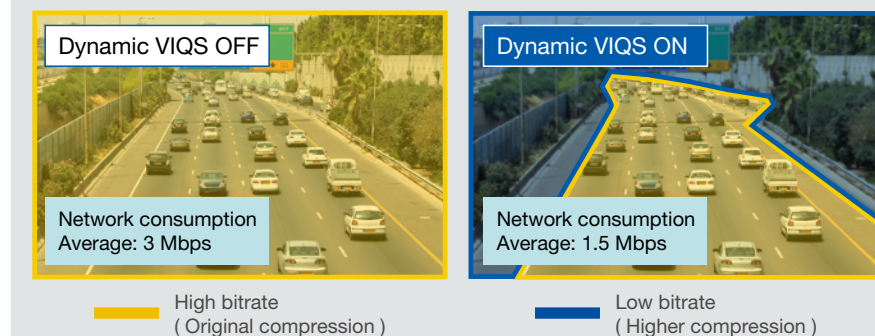 Dynamic VIQS OFF
Network consumption
Average: 3 Mbps
Dynamic VIQS ON
Network consumption
Average: 1.5 Mbps
High bitrate
( Original compression )
Low bitrate
( Higher compression )